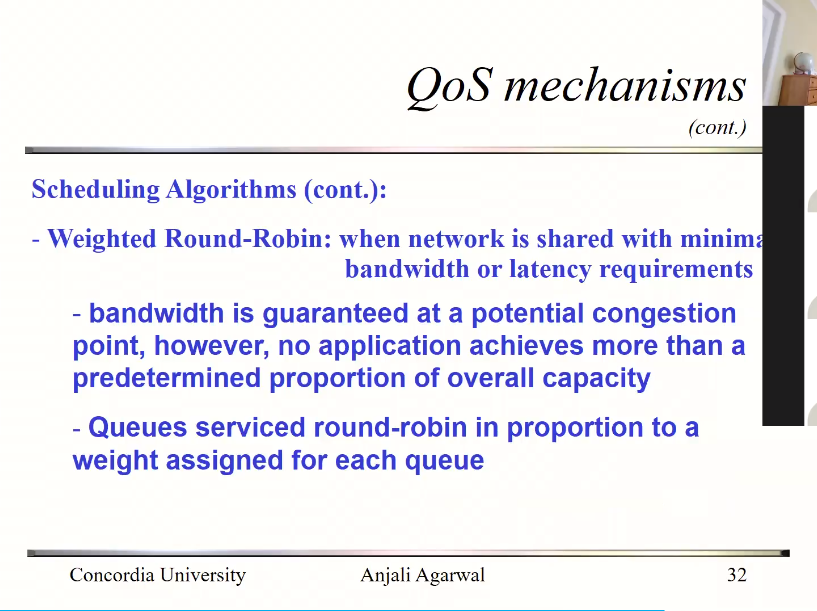 QoS mechanisms
(cont.)
Scheduling Algorithms (cont.):
- Weighted Round-Robin: when network is shared with minima
bandwidth or latency requirements
- bandwidth is guaranteed at a potential congestion
point, however, no application achieves more than a
predetermined proportion of overall capacity
- Queues serviced round-robin in proportion to a
weight assigned for each queue
Concordia University Anjali Agarwal 32